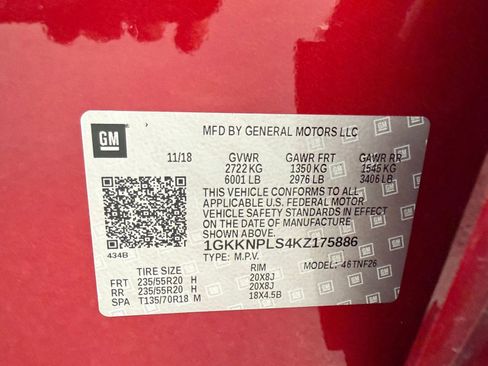 GM
MFD BY GENERAL MOTORS LLC
11/18 GVWR GAWR FRT GAWR RR
2722 KG 1350 KG 1545 KG
6001 LB 2976 LB 3406 LB
THIS VEHICLE CONFORMS TO ALL
APPLICABLE U.S. FEDERAL MOTOR
VEHICLE SAFETY STANDARDS IN EFFECT
ON THE DATE OF MANUFACTURE
SHOWN ABOVE.
1GKKNPLS4KZ175886
434B TYPE: M.P.V.
MODEL: 46TNF26
TIRE SIZE RIM
FRT 235/55R20 H 20X8J
RR 235/55R20 H 20X8J
SPA T135/70R18 M 18X4.5B